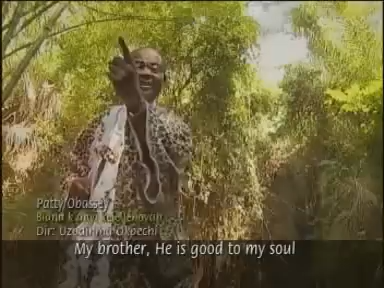 Patty Obassey
Dir: Uzodinma Okpechi
My brother, He is good to my soul